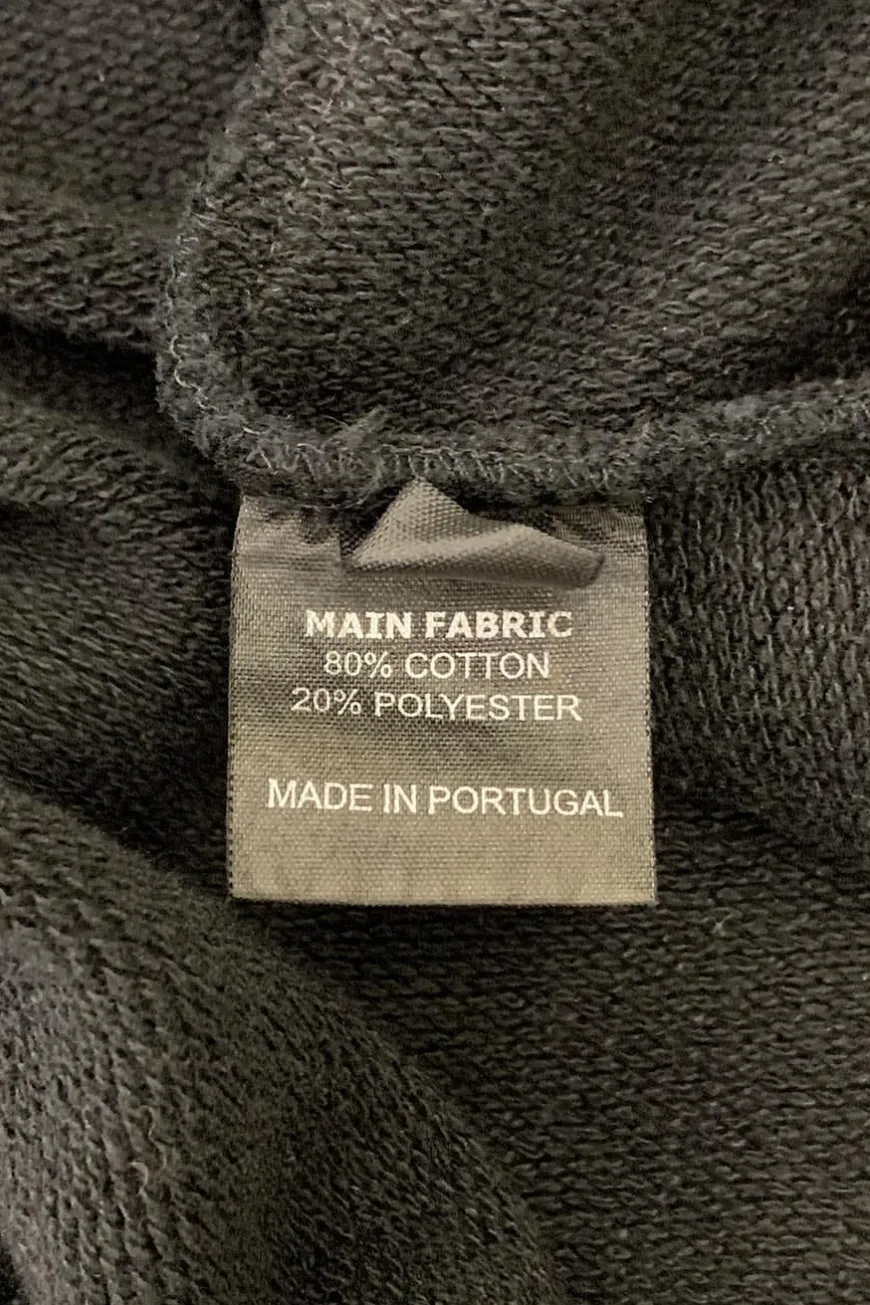 MAIN FABRIC
80% COTTON
20% POLYESTER
MADE IN PORTUGAL